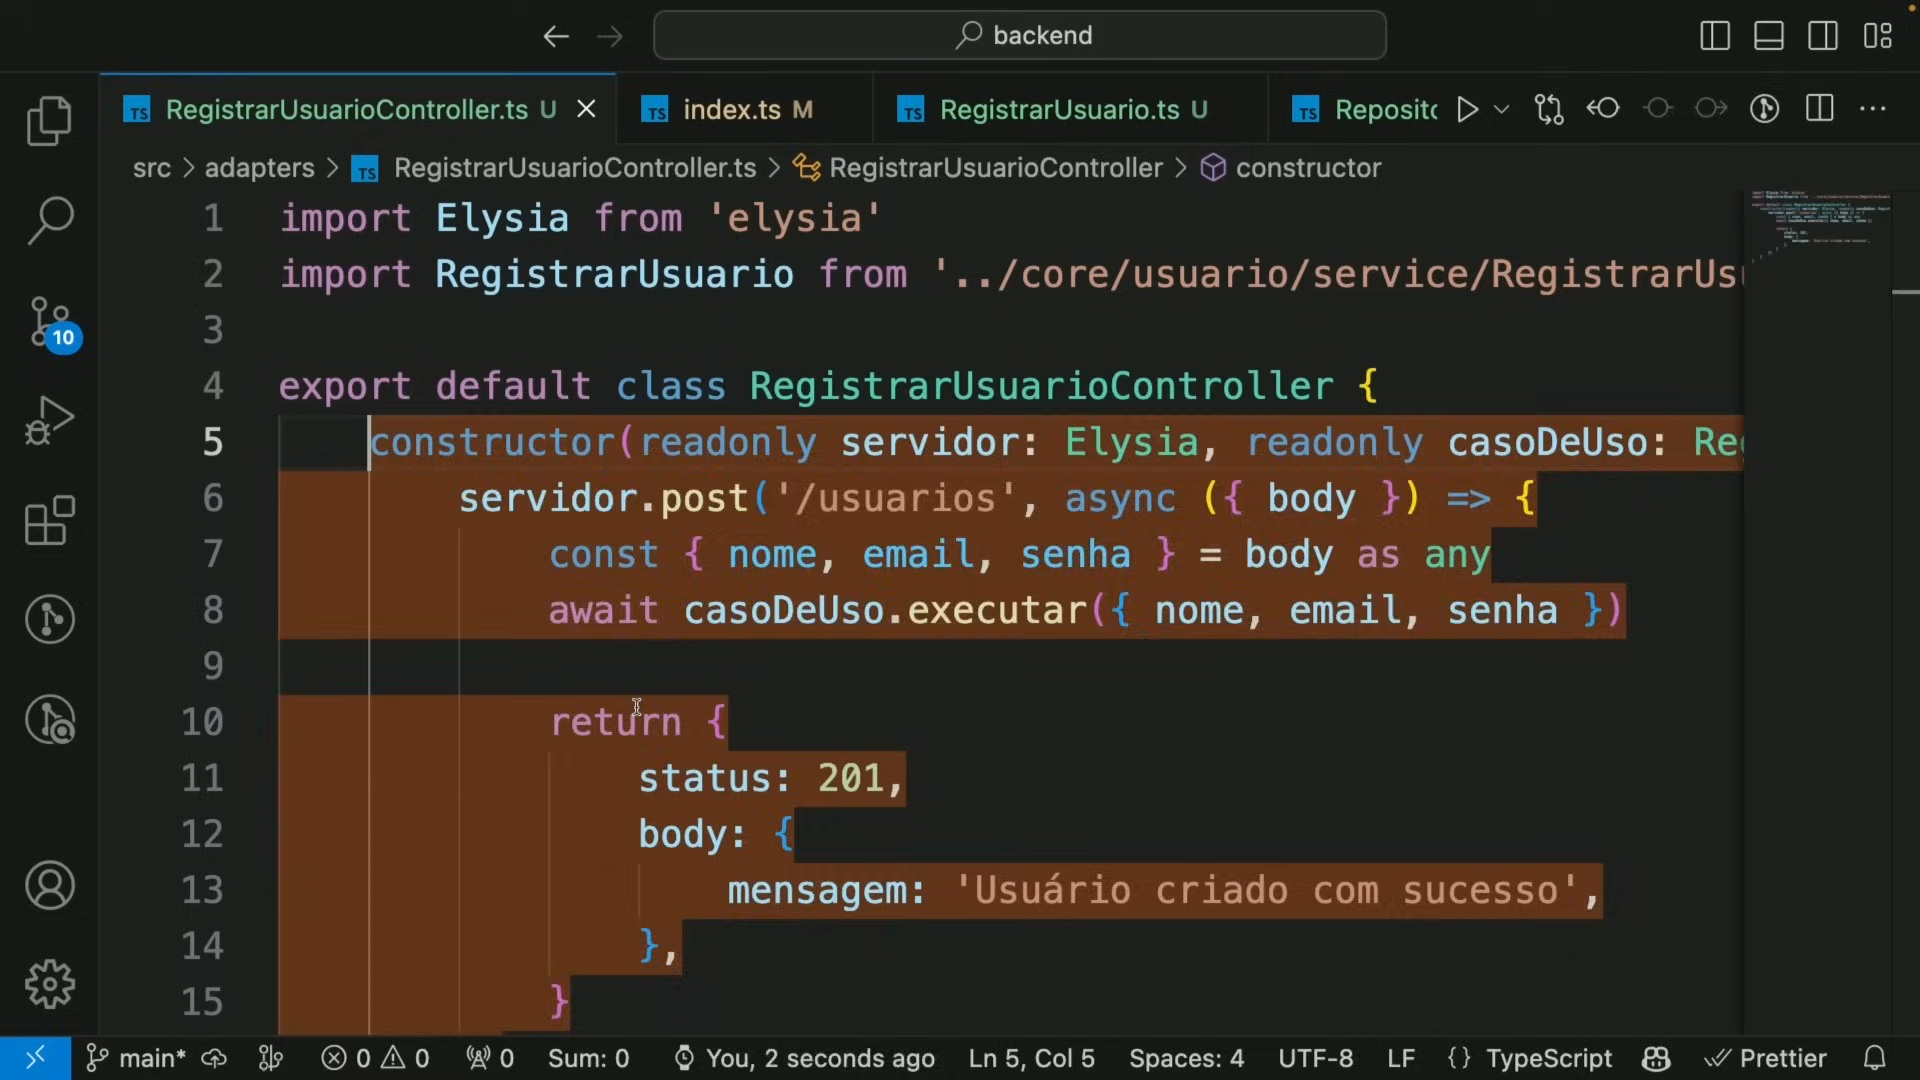 backend
RegistrarUsuarioController.ts U
index.ts M
RegistrarUsuario.ts U
Reposito
src > adapters > RegistrarUsuarioController.ts > RegistrarUsuarioController > constructor
1 import Elysia from 'elysia'
2 import RegistrarUsuario from '../core/usuario/service/RegistrarUs
3
4 export default class RegistrarUsuarioController {
5 constructor(readonly servidor: Elysia, readonly casoDeUso: Re
6 servidor.post('/usuarios', async ({ body }) => {
7 const { nome, email, senha } = body as any
8 await casoDeUso.executar({ nome, email, senha })
9
10 return {
11 status: 201,
12 body: {
13 mensagem: 'Usuário criado com sucesso',
14 },
15 }
10
main* 0 0 0 Sum: 0 You, 2 seconds ago Ln 5, Col 5 Spaces: 4 UTF-8 LF {} TypeScript Prettier